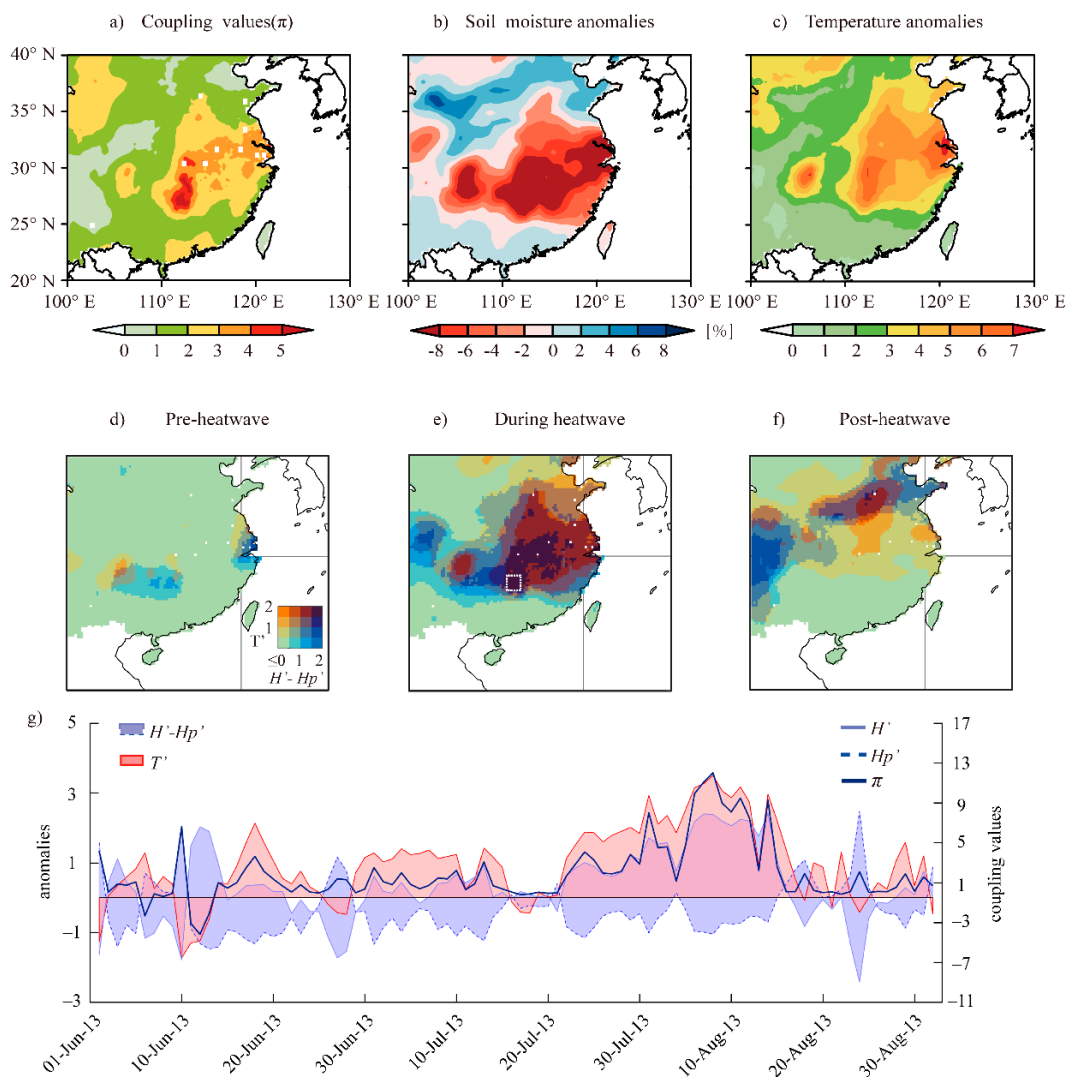 a) Coupling values(π)
b) Soil moisture anomalies
c) Temperature anomalies
40° N
35° N
30° N
25° N
20° N
100° E 110° E 120° E 130° E
100° E 110° E 120° E 130° E
100° E 110° E 120° E 130° E
0 1 2 3 4 5
-8 -6 -4 -2 0 2 4 6 8 [%]
0 1 2 3 4 5 6 7
d) Pre-heatwave
e) During heatwave
f) Post-heatwave
2
1
T'
≤0 1 2
H'- Hp'
g)
H'-Hp'
T'
H'
Hp'
π
5
3
1
−1
−3
anomalies
17
13
9
5
1
−3
−7
−11
coupling values
01-Jun-13
10-Jun-13
20-Jun-13
30-Jun-13
10-Jul-13
20-Jul-13
30-Jul-13
10-Aug-13
20-Aug-13
30-Aug-13